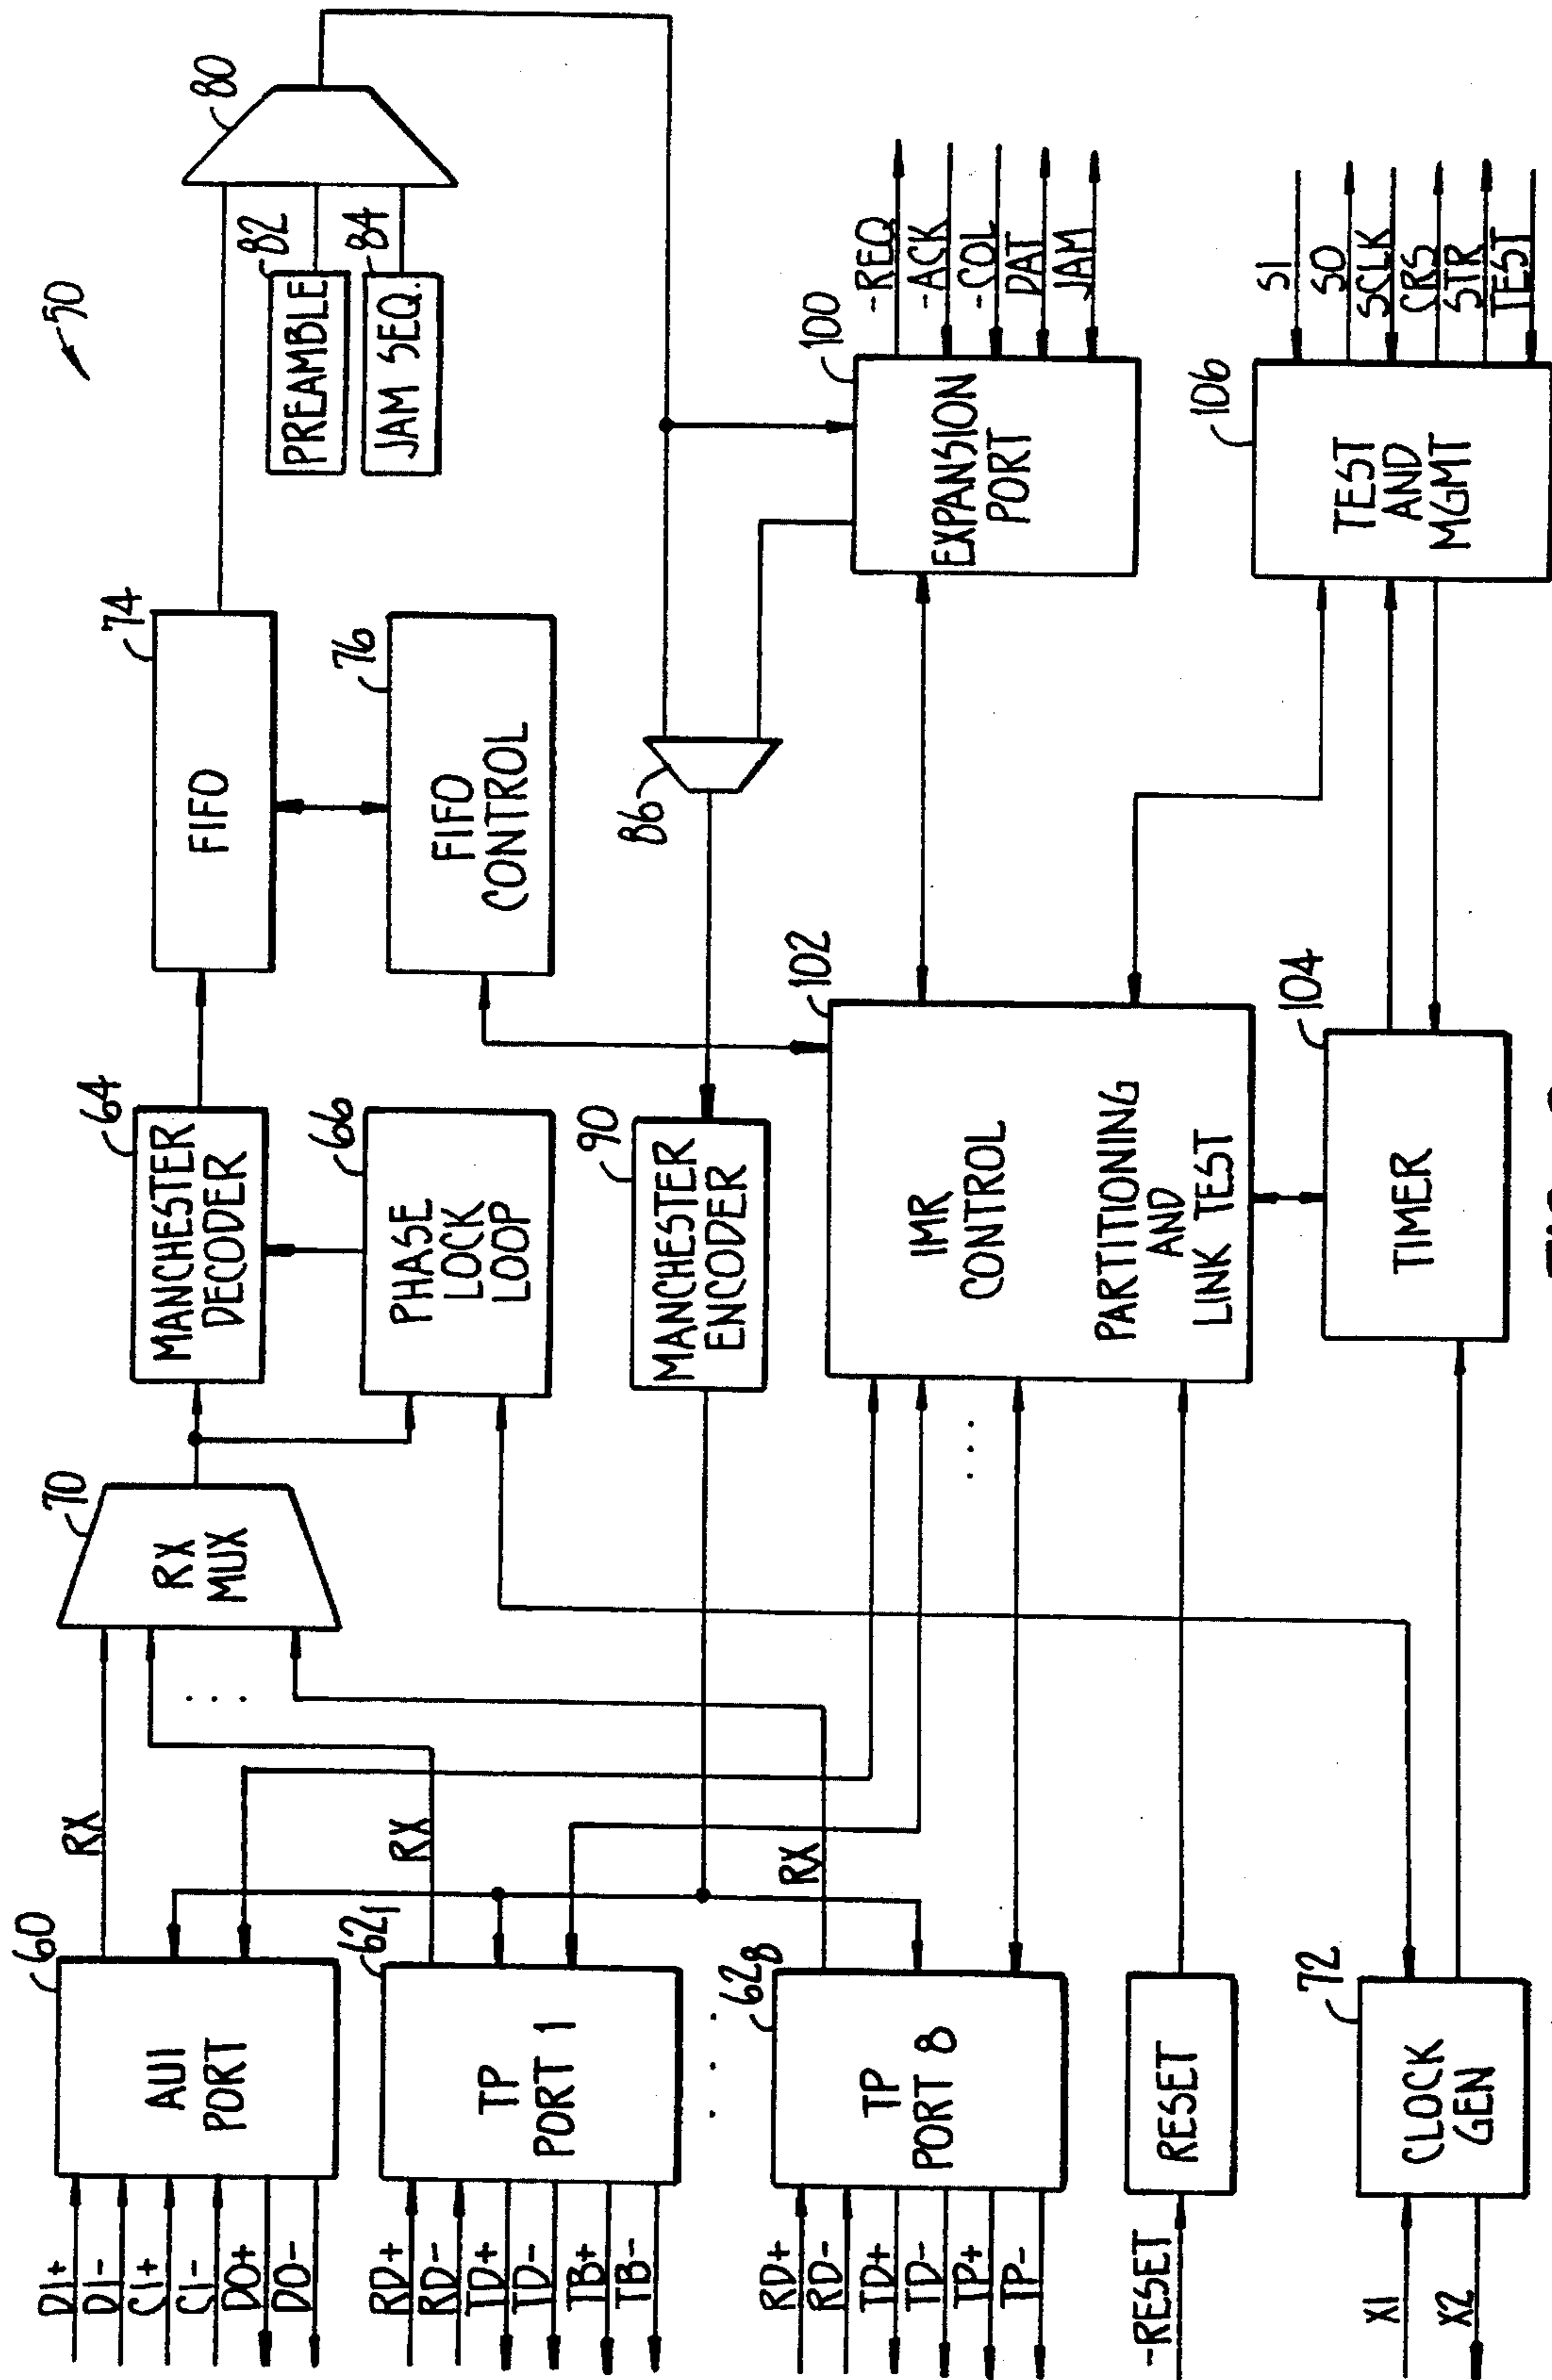 50
60
AUI
PORT
DI+
DI-
CI+
CI-
DO+
DO-
RX
62₁
TP
PORT 1
RD+
RD-
TD+
TD-
TB+
TB-
RX
62₈
TP
PORT 8
RD+
RD-
TD+
TD-
TP+
TP-
RX
-RESET
RESET
72
CLOCK
GEN
X1
X2
70
RX
MUX
64
MANCHESTER
DECODER
66
PHASE
LOCK
LOOP
90
MANCHESTER
ENCODER
74
FIFO
76
FIFO
CONTROL
80
82
PREAMBLE
84
JAM SEQ.
86
102
IMR
CONTROL
PARTITIONING
AND
LINK TEST
104
TIMER
100
EXPANSION
PORT
-REQ
-ACK
-COL
DAT
JAM
106
TEST
AND
MGMT
SI
SO
SCLK
CRS
STR
TEST